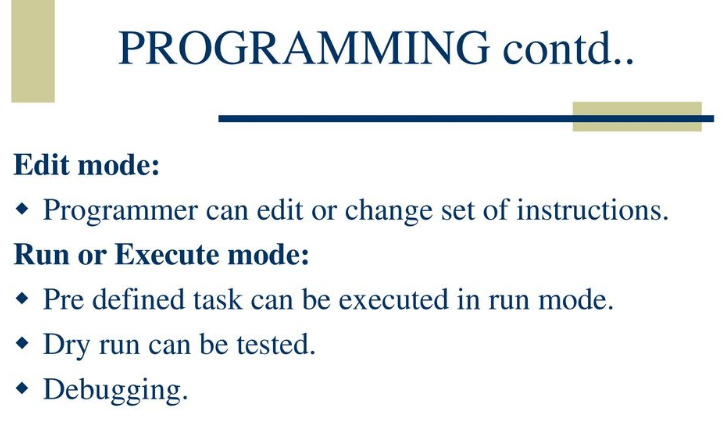 PROGRAMMING contd..
Edit mode:
◆ Programmer can edit or change set of instructions.
Run or Execute mode:
◆ Pre defined task can be executed in run mode.
◆ Dry run can be tested.
◆ Debugging.